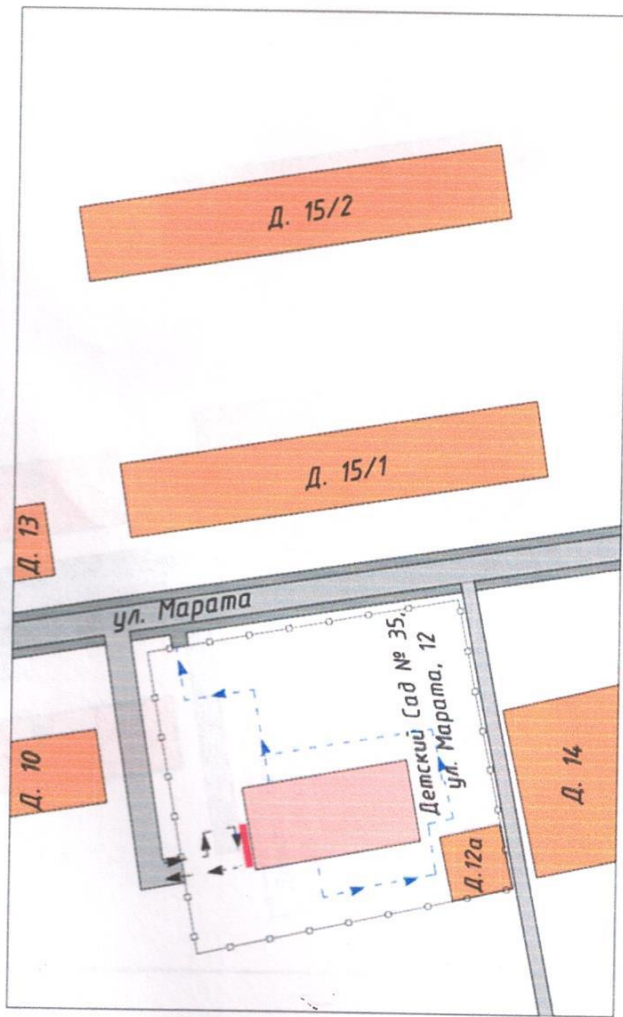 Д. 15/2
Д. 15/1
Д. 13
ул. Марата
Д. 10
Детский Сад № 35,
ул. Марата, 12
Д. 14
Д.12а